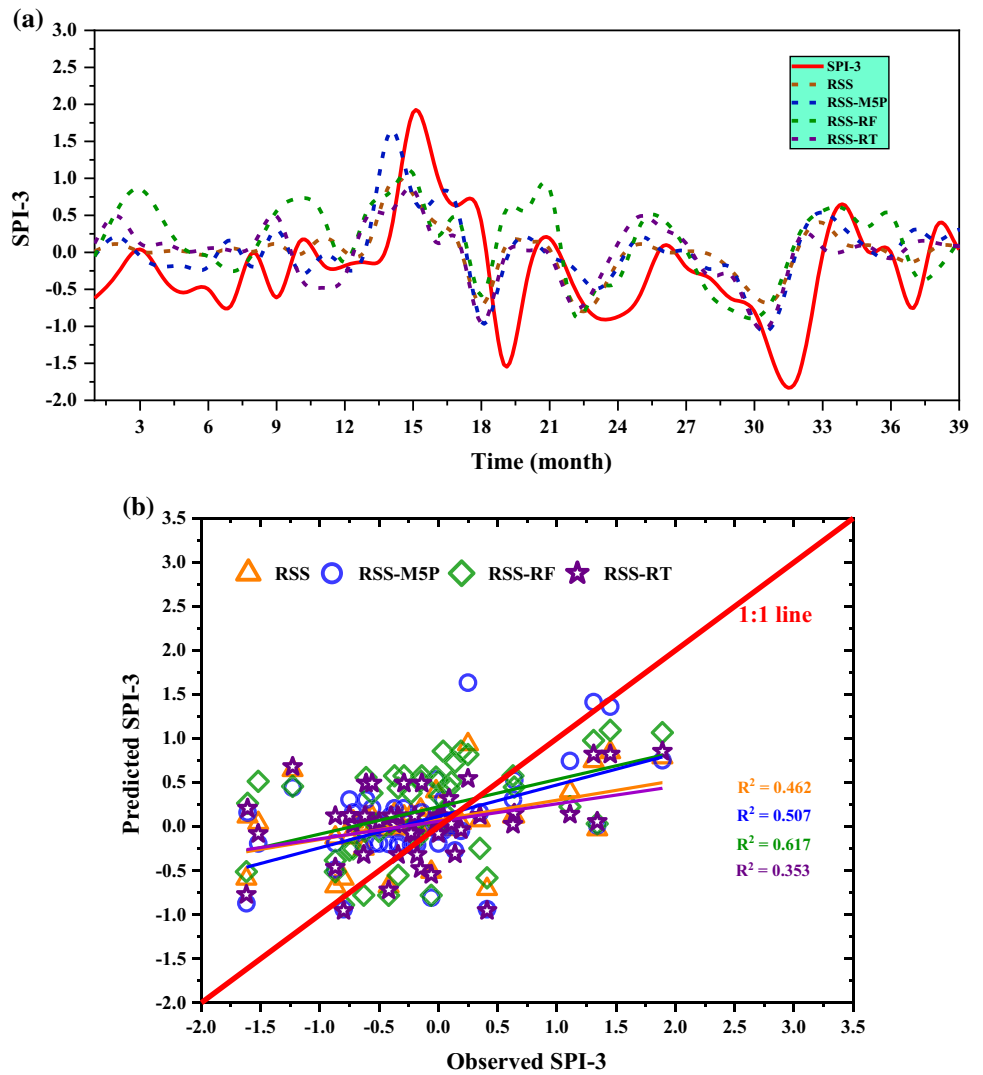 (a)
3.0
2.5
2.0
1.5
1.0
0.5
0.0
-0.5
-1.0
-1.5
-2.0
SPI-3
SPI-3
RSS
RSS-M5P
RSS-RF
RSS-RT
3 6 9 12 15 18 21 24 27 30 33 36 39
Time (month)
(b)
3.5
3.0
2.5
2.0
1.5
1.0
0.5
0.0
-0.5
-1.0
-1.5
-2.0
Predicted SPI-3
RSS RSS-M5P RSS-RF RSS-RT
1:1 line
R² = 0.462
R² = 0.507
R² = 0.617
R² = 0.353
-2.0 -1.5 -1.0 -0.5 0.0 0.5 1.0 1.5 2.0 2.5 3.0 3.5
Observed SPI-3